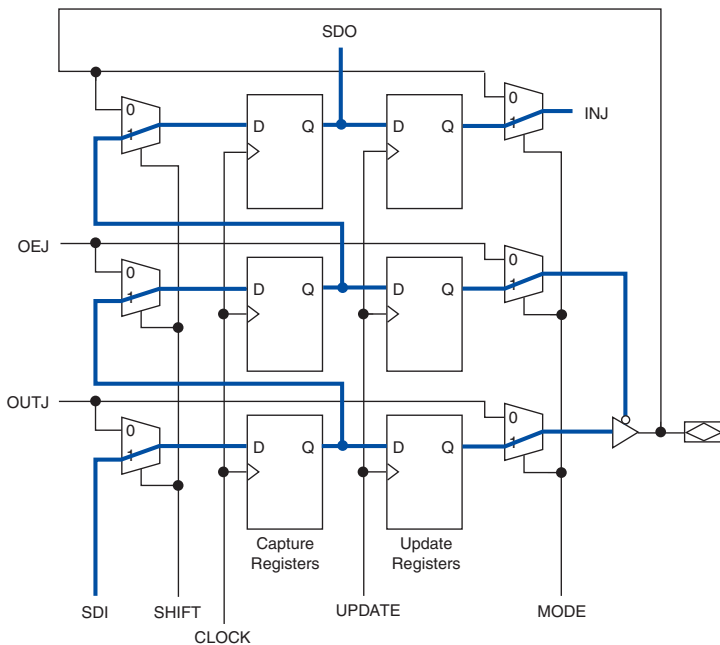 SDO
0
1
D Q
D Q
0
1
INJ
OEJ
0
1
D Q
D Q
0
1
OUTJ
0
1
D Q
D Q
0
1
Capture
Registers
Update
Registers
SDI
SHIFT
CLOCK
UPDATE
MODE